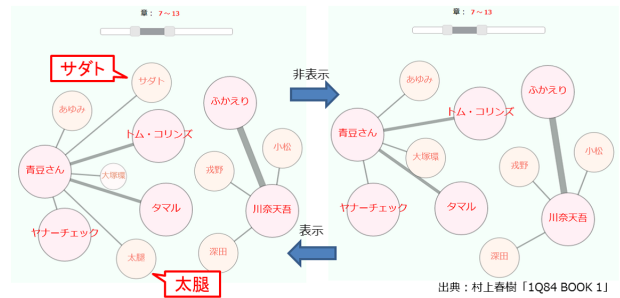 章： 7～13
サダト
サダト
あゆみ
ふかえり
トム・コリンズ
小松
青豆さん
大塚環
戎野
タマル
川奈天吾
ヤナーチェック
深田
太腿
太腿
非表示
表示
章： 7～13
あゆみ
ふかえり
トム・コリンズ
青豆さん
小松
大塚環
戎野
ヤナーチェック
タマル
川奈天吾
深田
出典：村上春樹「1Q84 BOOK 1」